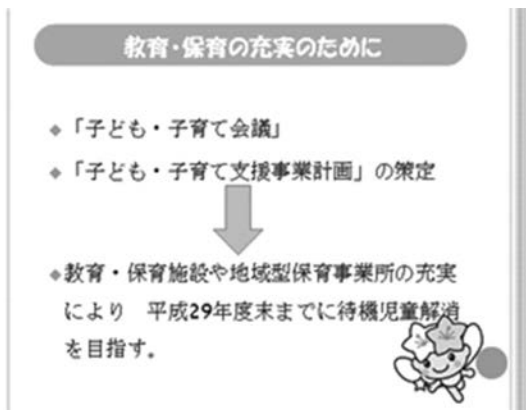 教育・保育の充実のために
◆「子ども・子育て会議」
◆「子ども・子育て支援事業計画」の策定
◆教育・保育施設や地域型保育事業所の充実
により　平成29年度末までに待機児童解消
を目指す。